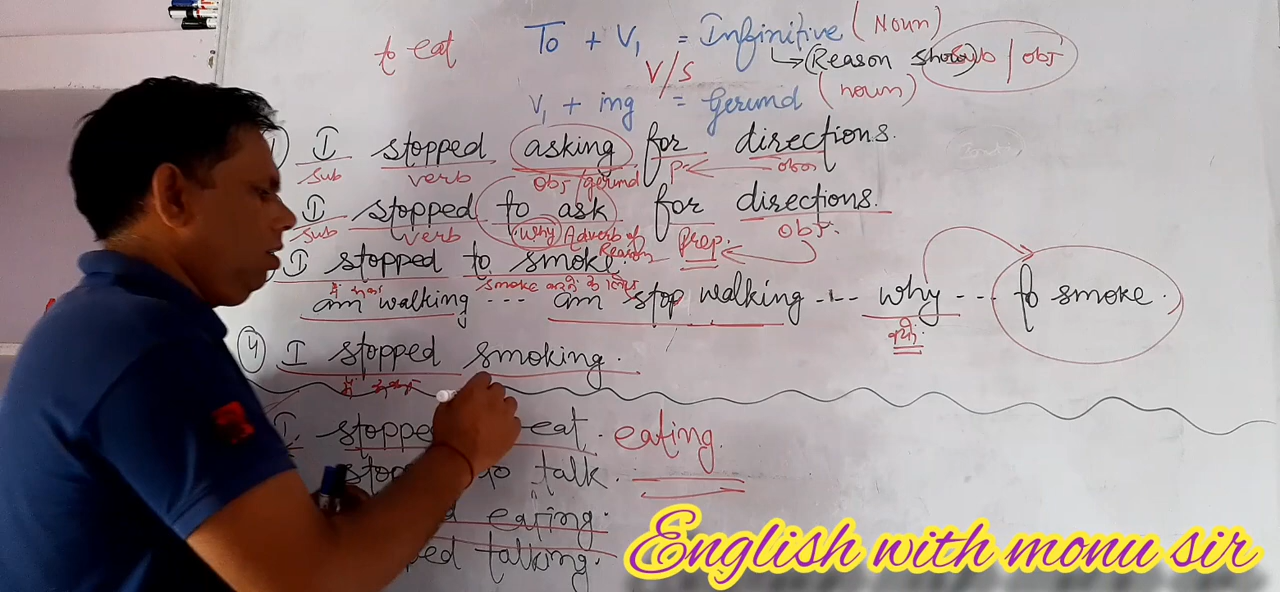 to eat To + V1 = Infinitive (Noun)
↳ (Reason show) sub / obj
V/S
V1 + ing = Gerund (noun)
I stopped asking for directions.
sub verb obj/gerund P. obj
I stopped to ask for directions.
sub verb (why) Adverb of Reason prep. obj.
I stopped to smoke
मैं रुका smoke करने के लिए
am walking --- am stop walking --- why --- to smoke.
क्यों
(4) I stopped smoking.
मैं
I stopped eat. eating.
to talk.
eating.
talking.
English with monu sir